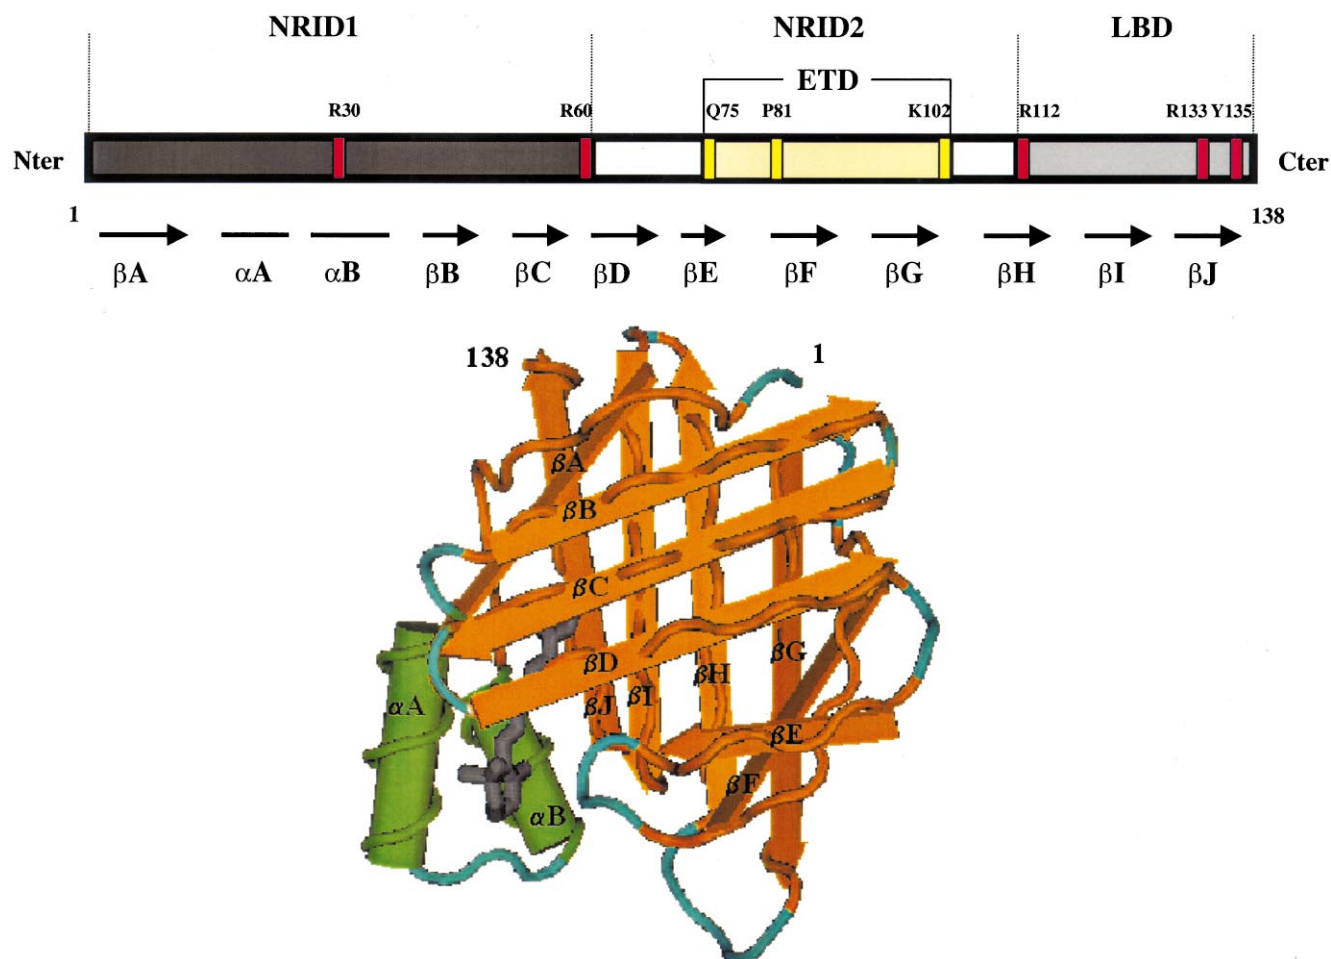 NRID1 NRID2 LBD
ETD
R30 R60 Q75 P81 K102 R112 R133 Y135
Nter Cter
1 138
βA αA αB βB βC βD βE βF βG βH βI βJ
138 1
βA
βB
βC
βD βG
βH
αA βJ βI
βE
βF
αB